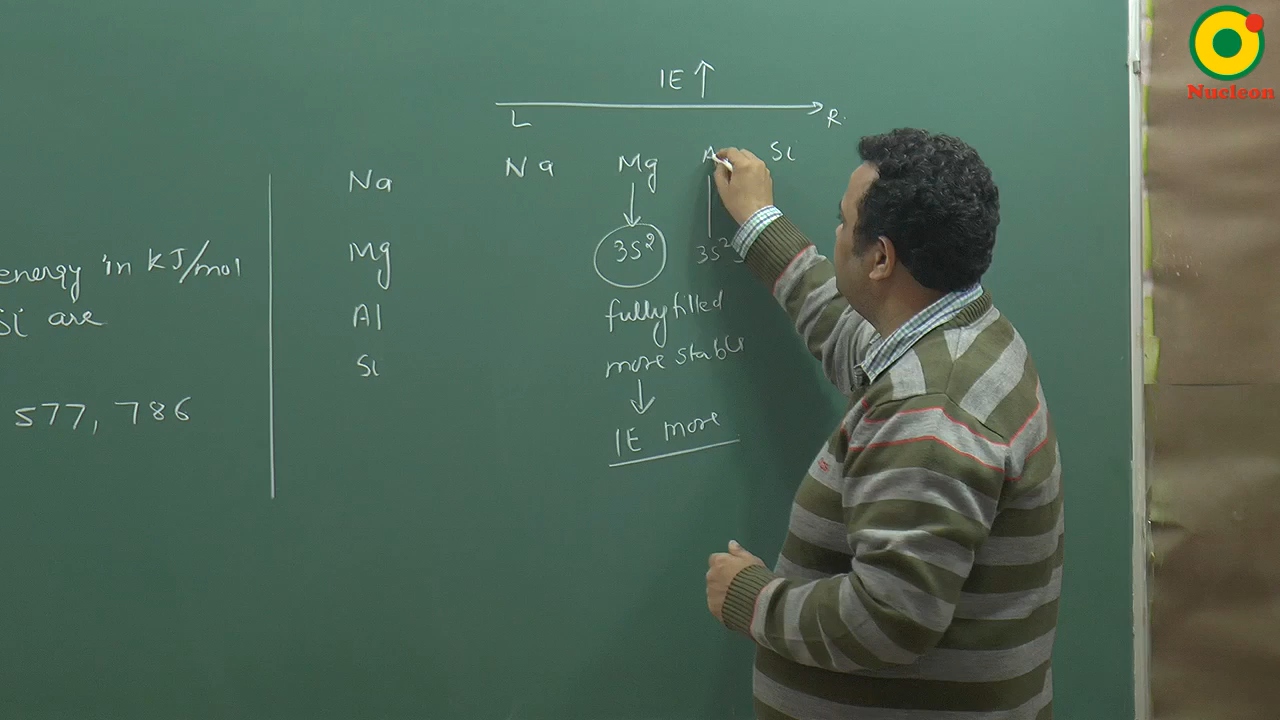 Nucleon
IE ↑
L R.
Na Mg Si
3s² 3s²
fully filled
more stable
IE more
Na
Mg
Al
Si
energy in kJ/mol
Si are
577, 786